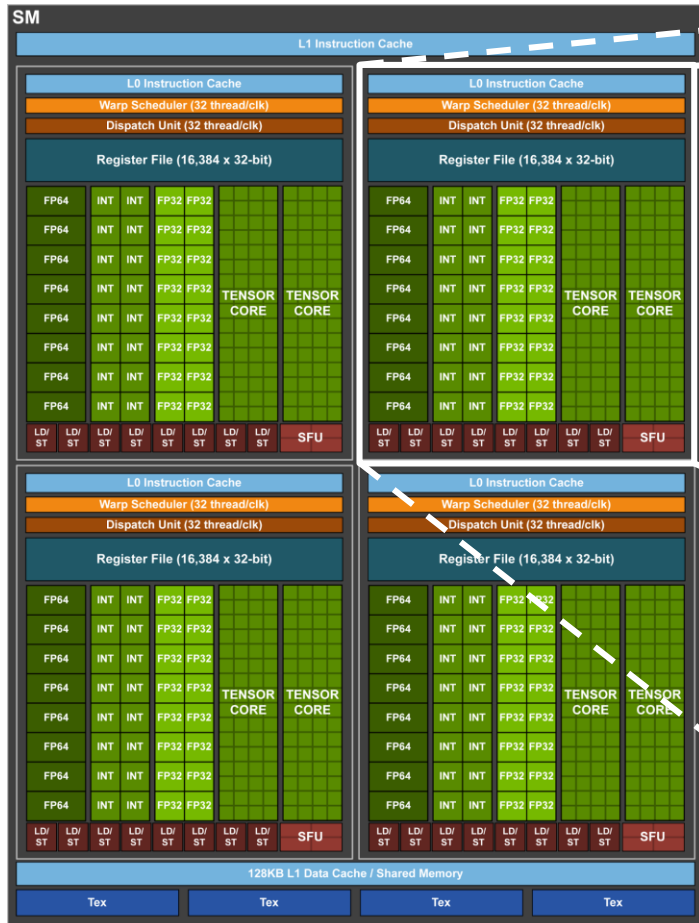 SM
L1 Instruction Cache
L0 Instruction Cache
Warp Scheduler (32 thread/clk)
Dispatch Unit (32 thread/clk)
Register File (16,384 x 32-bit)
FP64 INT INT FP32 FP32
FP64 INT INT FP32 FP32
FP64 INT INT FP32 FP32
FP64 INT INT FP32 FP32
TENSOR CORE TENSOR CORE
FP64 INT INT FP32 FP32
FP64 INT INT FP32 FP32
FP64 INT INT FP32 FP32
FP64 INT INT FP32 FP32
LD/ST LD/ST LD/ST LD/ST LD/ST LD/ST LD/ST LD/ST SFU
L0 Instruction Cache
Warp Scheduler (32 thread/clk)
Dispatch Unit (32 thread/clk)
Register File (16,384 x 32-bit)
FP64 INT INT FP32 FP32
FP64 INT INT FP32 FP32
FP64 INT INT FP32 FP32
FP64 INT INT FP32 FP32
TENSOR CORE TENSOR CORE
FP64 INT INT FP32 FP32
FP64 INT INT FP32 FP32
FP64 INT INT FP32 FP32
FP64 INT INT FP32 FP32
LD/ST LD/ST LD/ST LD/ST LD/ST LD/ST LD/ST LD/ST SFU
L0 Instruction Cache
Warp Scheduler (32 thread/clk)
Dispatch Unit (32 thread/clk)
Register File (16,384 x 32-bit)
FP64 INT INT FP32 FP32
FP64 INT INT FP32 FP32
FP64 INT INT FP32 FP32
FP64 INT INT FP32 FP32
TENSOR CORE TENSOR CORE
FP64 INT INT FP32 FP32
FP64 INT INT FP32 FP32
FP64 INT INT FP32 FP32
FP64 INT INT FP32 FP32
LD/ST LD/ST LD/ST LD/ST LD/ST LD/ST LD/ST LD/ST SFU
L0 Instruction Cache
Warp Scheduler (32 thread/clk)
Dispatch Unit (32 thread/clk)
Register File (16,384 x 32-bit)
FP64 INT INT FP32 FP32
FP64 INT INT FP32 FP32
FP64 INT INT FP32 FP32
FP64 INT INT FP32 FP32
TENSOR CORE TENSOR CORE
FP64 INT INT FP32 FP32
FP64 INT INT FP32 FP32
FP64 INT INT FP32 FP32
FP64 INT INT FP32 FP32
LD/ST LD/ST LD/ST LD/ST LD/ST LD/ST LD/ST LD/ST SFU
128KB L1 Data Cache / Shared Memory
Tex Tex Tex Tex